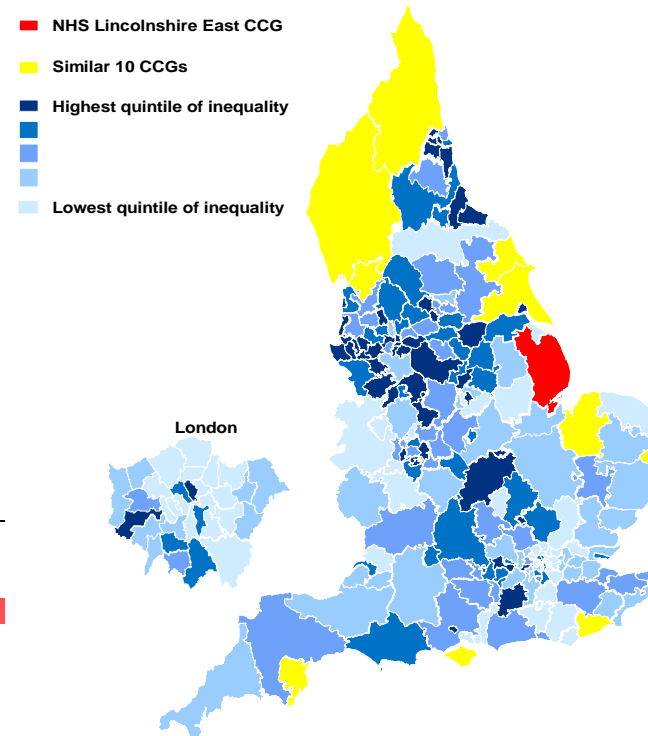 NHS Lincolnshire East CCG
Similar 10 CCGs
Highest quintile of inequality
Lowest quintile of inequality
London